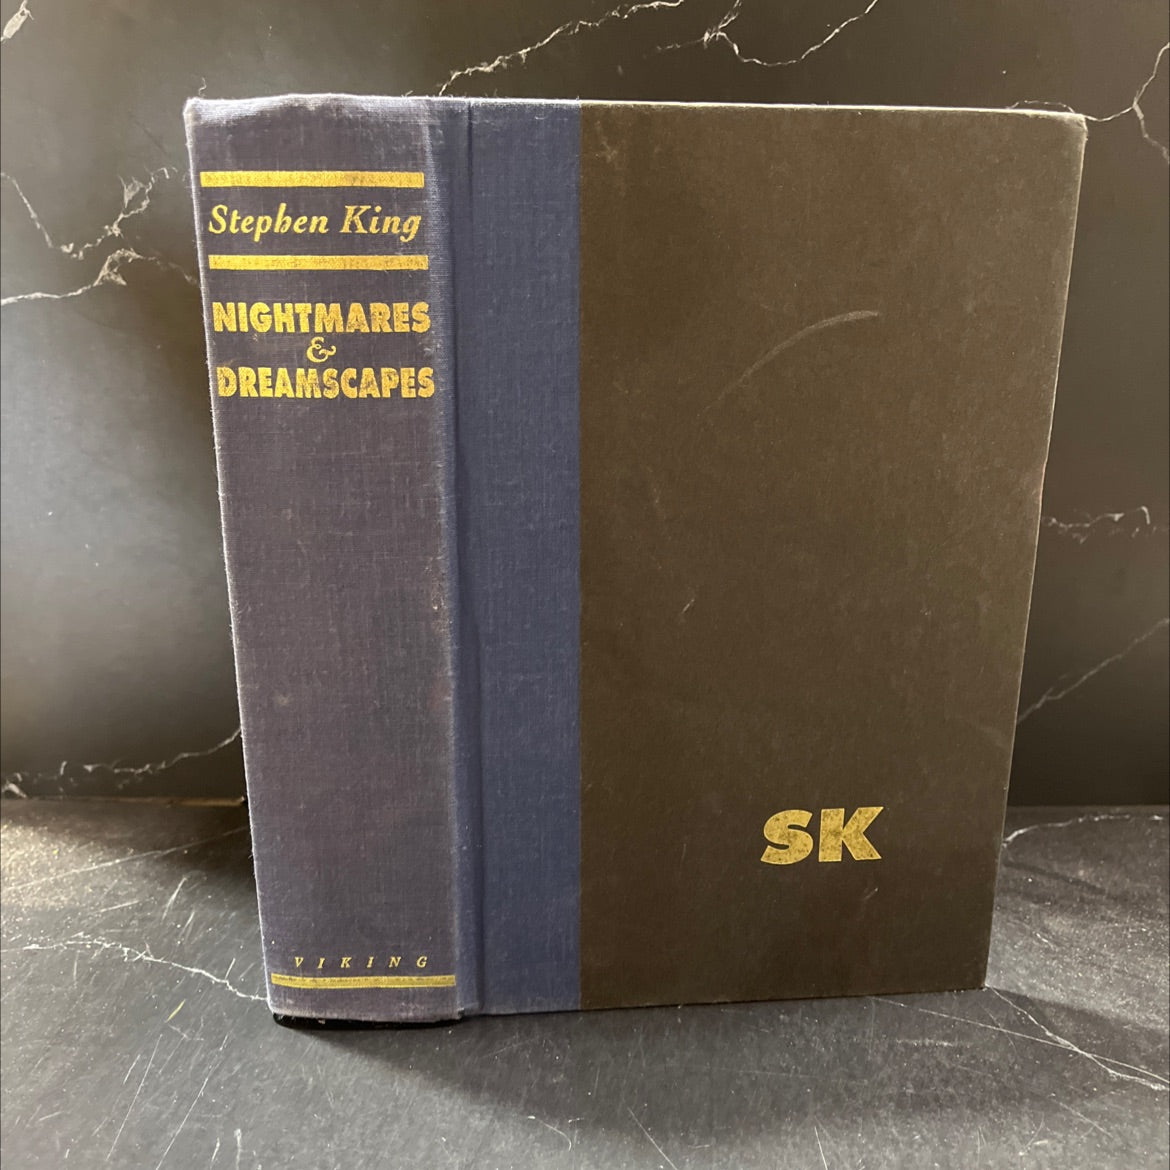 Stephen King
NIGHTMARES
&
DREAMSCAPES
VIKING
SK